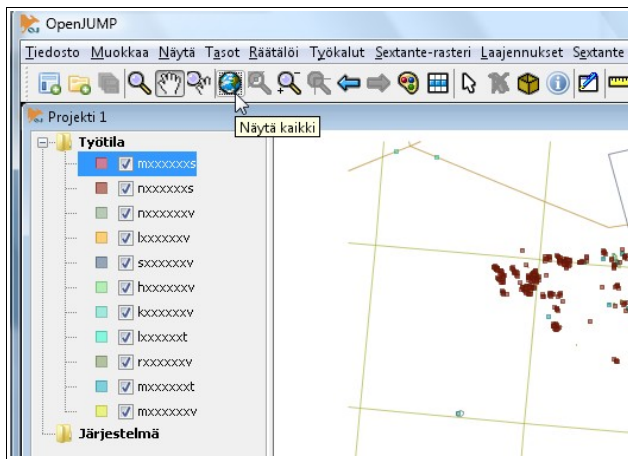 OpenJUMP
Tiedosto Muokkaa Näytä Tasot Räätälöi Työkalut Sextante-rasteri Laajennukset Sextante
Projekti 1
Näytä kaikki
Työtila
mxxxxxxs
nxxxxxxs
nxxxxxxv
lxxxxxxv
sxxxxxxv
hxxxxxxv
kxxxxxxv
lxxxxxxt
rxxxxxxv
mxxxxxxt
mxxxxxxv
Järjestelmä